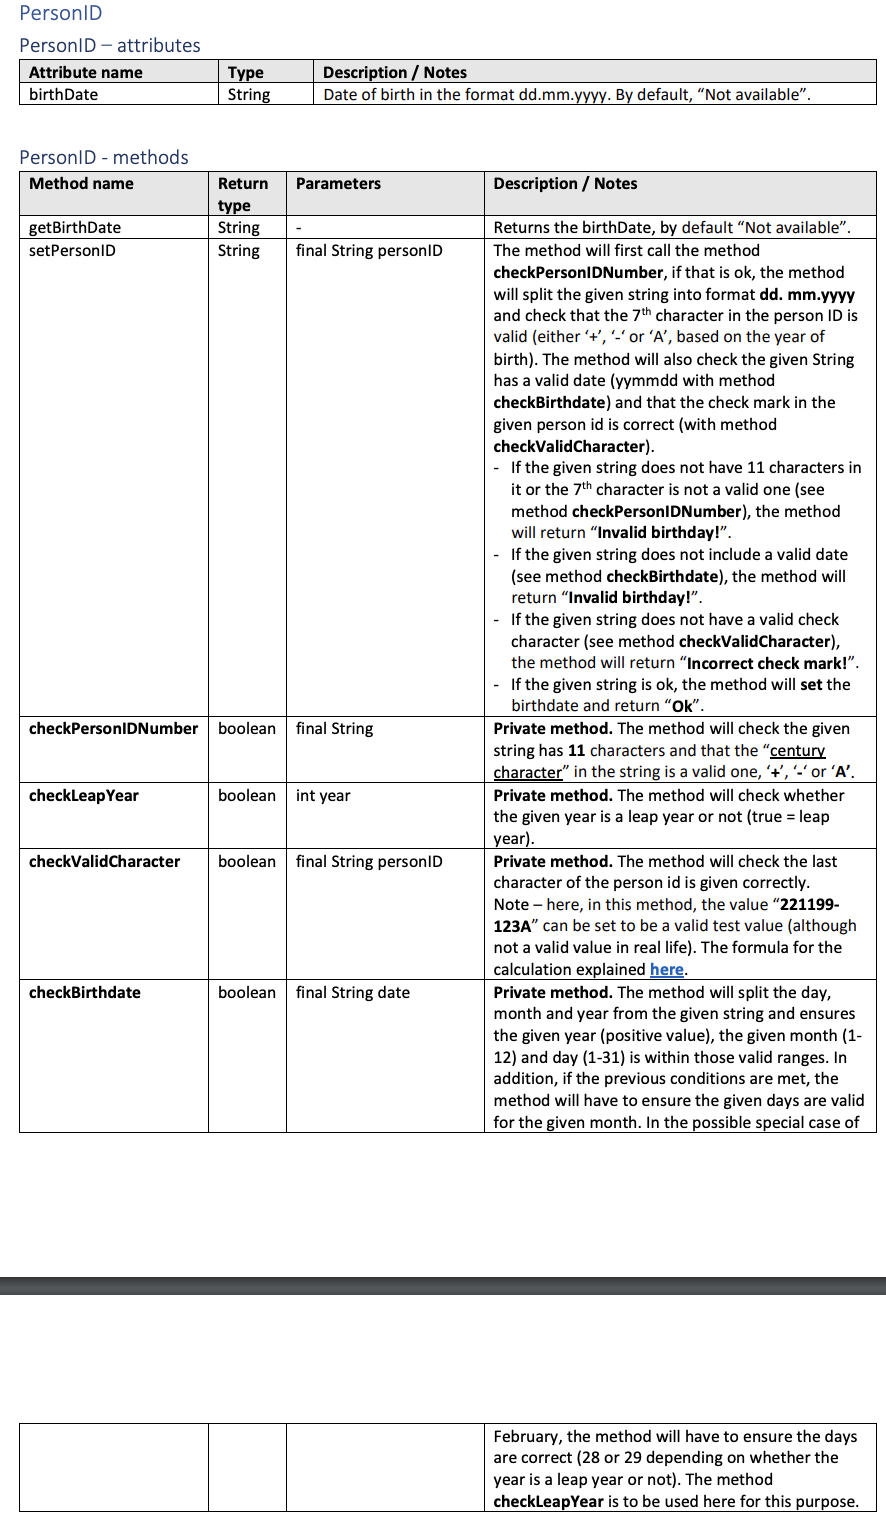 PersonID
PersonID – attributes
Attribute name Type Description / Notes
birthDate String Date of birth in the format dd.mm.yyyy. By default, “Not available”.
PersonID - methods
Method name Return type Parameters Description / Notes
getBirthDate String - Returns the birthDate, by default “Not available”.
setPersonID String final String personID The method will first call the method
checkPersonIDNumber, if that is ok, the method
will split the given string into format dd. mm.yyyy
and check that the 7th character in the person ID is
valid (either ‘+’, ‘-‘ or ‘A’, based on the year of
birth). The method will also check the given String
has a valid date (yymmdd with method
checkBirthdate) and that the check mark in the
given person id is correct (with method
checkValidCharacter).
- If the given string does not have 11 characters in
it or the 7th character is not a valid one (see
method checkPersonIDNumber), the method
will return “Invalid birthday!”.
- If the given string does not include a valid date
(see method checkBirthdate), the method will
return “Invalid birthday!”.
- If the given string does not have a valid check
character (see method checkValidCharacter),
the method will return “Incorrect check mark!”.
- If the given string is ok, the method will set the
birthdate and return “Ok”.
checkPersonIDNumber boolean final String Private method. The method will check the given
string has 11 characters and that the “century
character” in the string is a valid one, ‘+’, ‘-‘ or ‘A’.
checkLeapYear boolean int year Private method. The method will check whether
the given year is a leap year or not (true = leap
year).
checkValidCharacter boolean final String personID Private method. The method will check the last
character of the person id is given correctly.
Note – here, in this method, the value “221199-
123A” can be set to be a valid test value (although
not a valid value in real life). The formula for the
calculation explained here.
checkBirthdate boolean final String date Private method. The method will split the day,
month and year from the given string and ensures
the given year (positive value), the given month (1-
12) and day (1-31) is within those valid ranges. In
addition, if the previous conditions are met, the
method will have to ensure the given days are valid
for the given month. In the possible special case of
February, the method will have to ensure the days
are correct (28 or 29 depending on whether the
year is a leap year or not). The method
checkLeapYear is to be used here for this purpose.